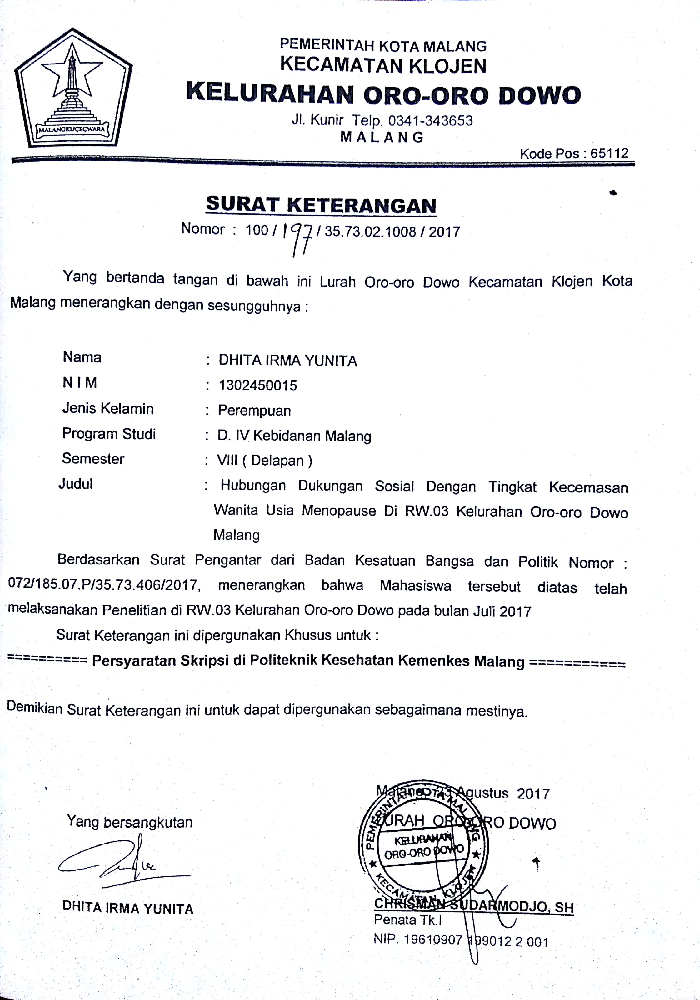 PEMERINTAH KOTA MALANG
KECAMATAN KLOJEN
KELURAHAN ORO-ORO DOWO
Jl. Kunir Telp. 0341-343653
MALANG
Kode Pos : 65112
MALANGKUÇEÇWARA
SURAT KETERANGAN
Nomor : 100 / 197 / 35.73.02.1008 / 2017
Yang bertanda tangan di bawah ini Lurah Oro-oro Dowo Kecamatan Klojen Kota
Malang menerangkan dengan sesungguhnya :
Nama : DHITA IRMA YUNITA
N I M : 1302450015
Jenis Kelamin : Perempuan
Program Studi : D. IV Kebidanan Malang
Semester : VIII ( Delapan )
Judul : Hubungan Dukungan Sosial Dengan Tingkat Kecemasan
Wanita Usia Menopause Di RW.03 Kelurahan Oro-oro Dowo
Malang
Berdasarkan Surat Pengantar dari Badan Kesatuan Bangsa dan Politik Nomor :
072/185.07.P/35.73.406/2017, menerangkan bahwa Mahasiswa tersebut diatas telah
melaksanakan Penelitian di RW.03 Kelurahan Oro-oro Dowo pada bulan Juli 2017
Surat Keterangan ini dipergunakan Khusus untuk :
========== Persyaratan Skripsi di Politeknik Kesehatan Kemenkes Malang ===========
Demikian Surat Keterangan ini untuk dapat dipergunakan sebagaimana mestinya.
Malang, 23 Agustus 2017
Yang bersangkutan
LURAH ORO-ORO DOWO
PEMERINTAH KOTA MALANG
KELURAHAN
ORO-ORO DOWO
KECAMATAN KLOJEN
DHITA IRMA YUNITA
CHRISMAN SUDARMODJO, SH
Penata Tk.I
NIP. 19610907 199012 2 001